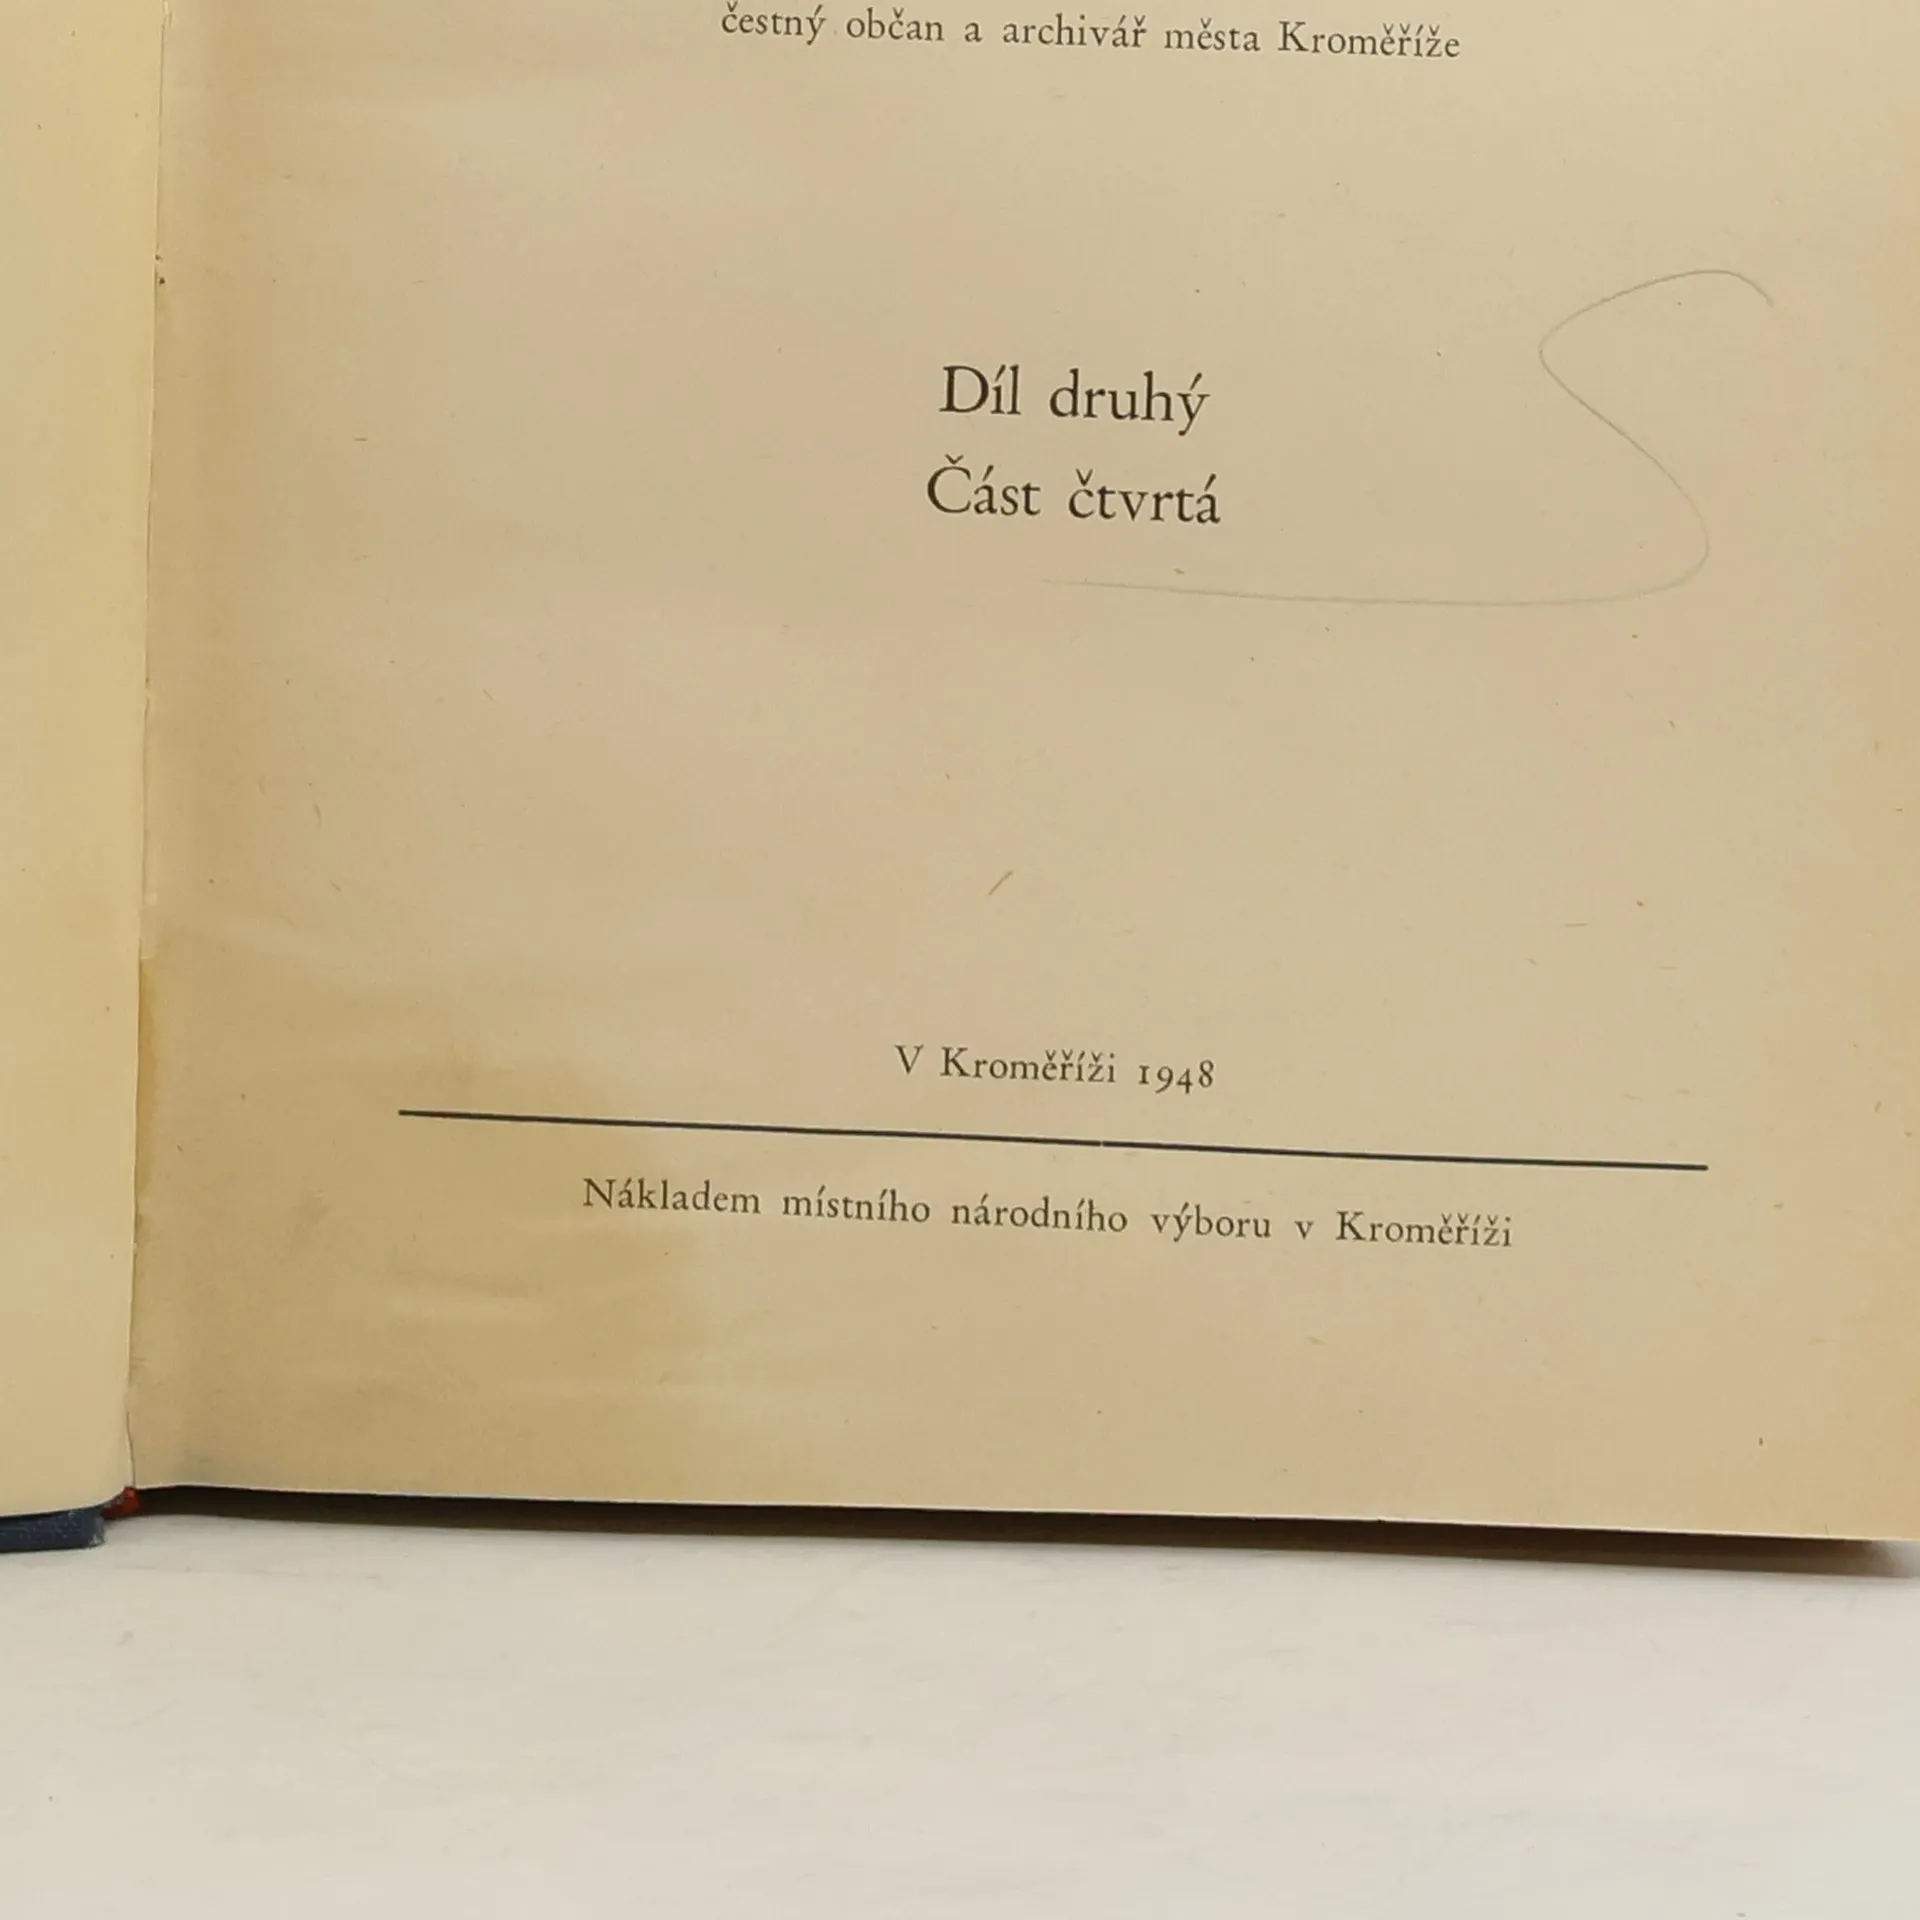 čestný občan a archivář města Kroměříže
Díl druhý
Část čtvrtá
V Kroměříži 1948
Nákladem místního národního výboru v Kroměříži